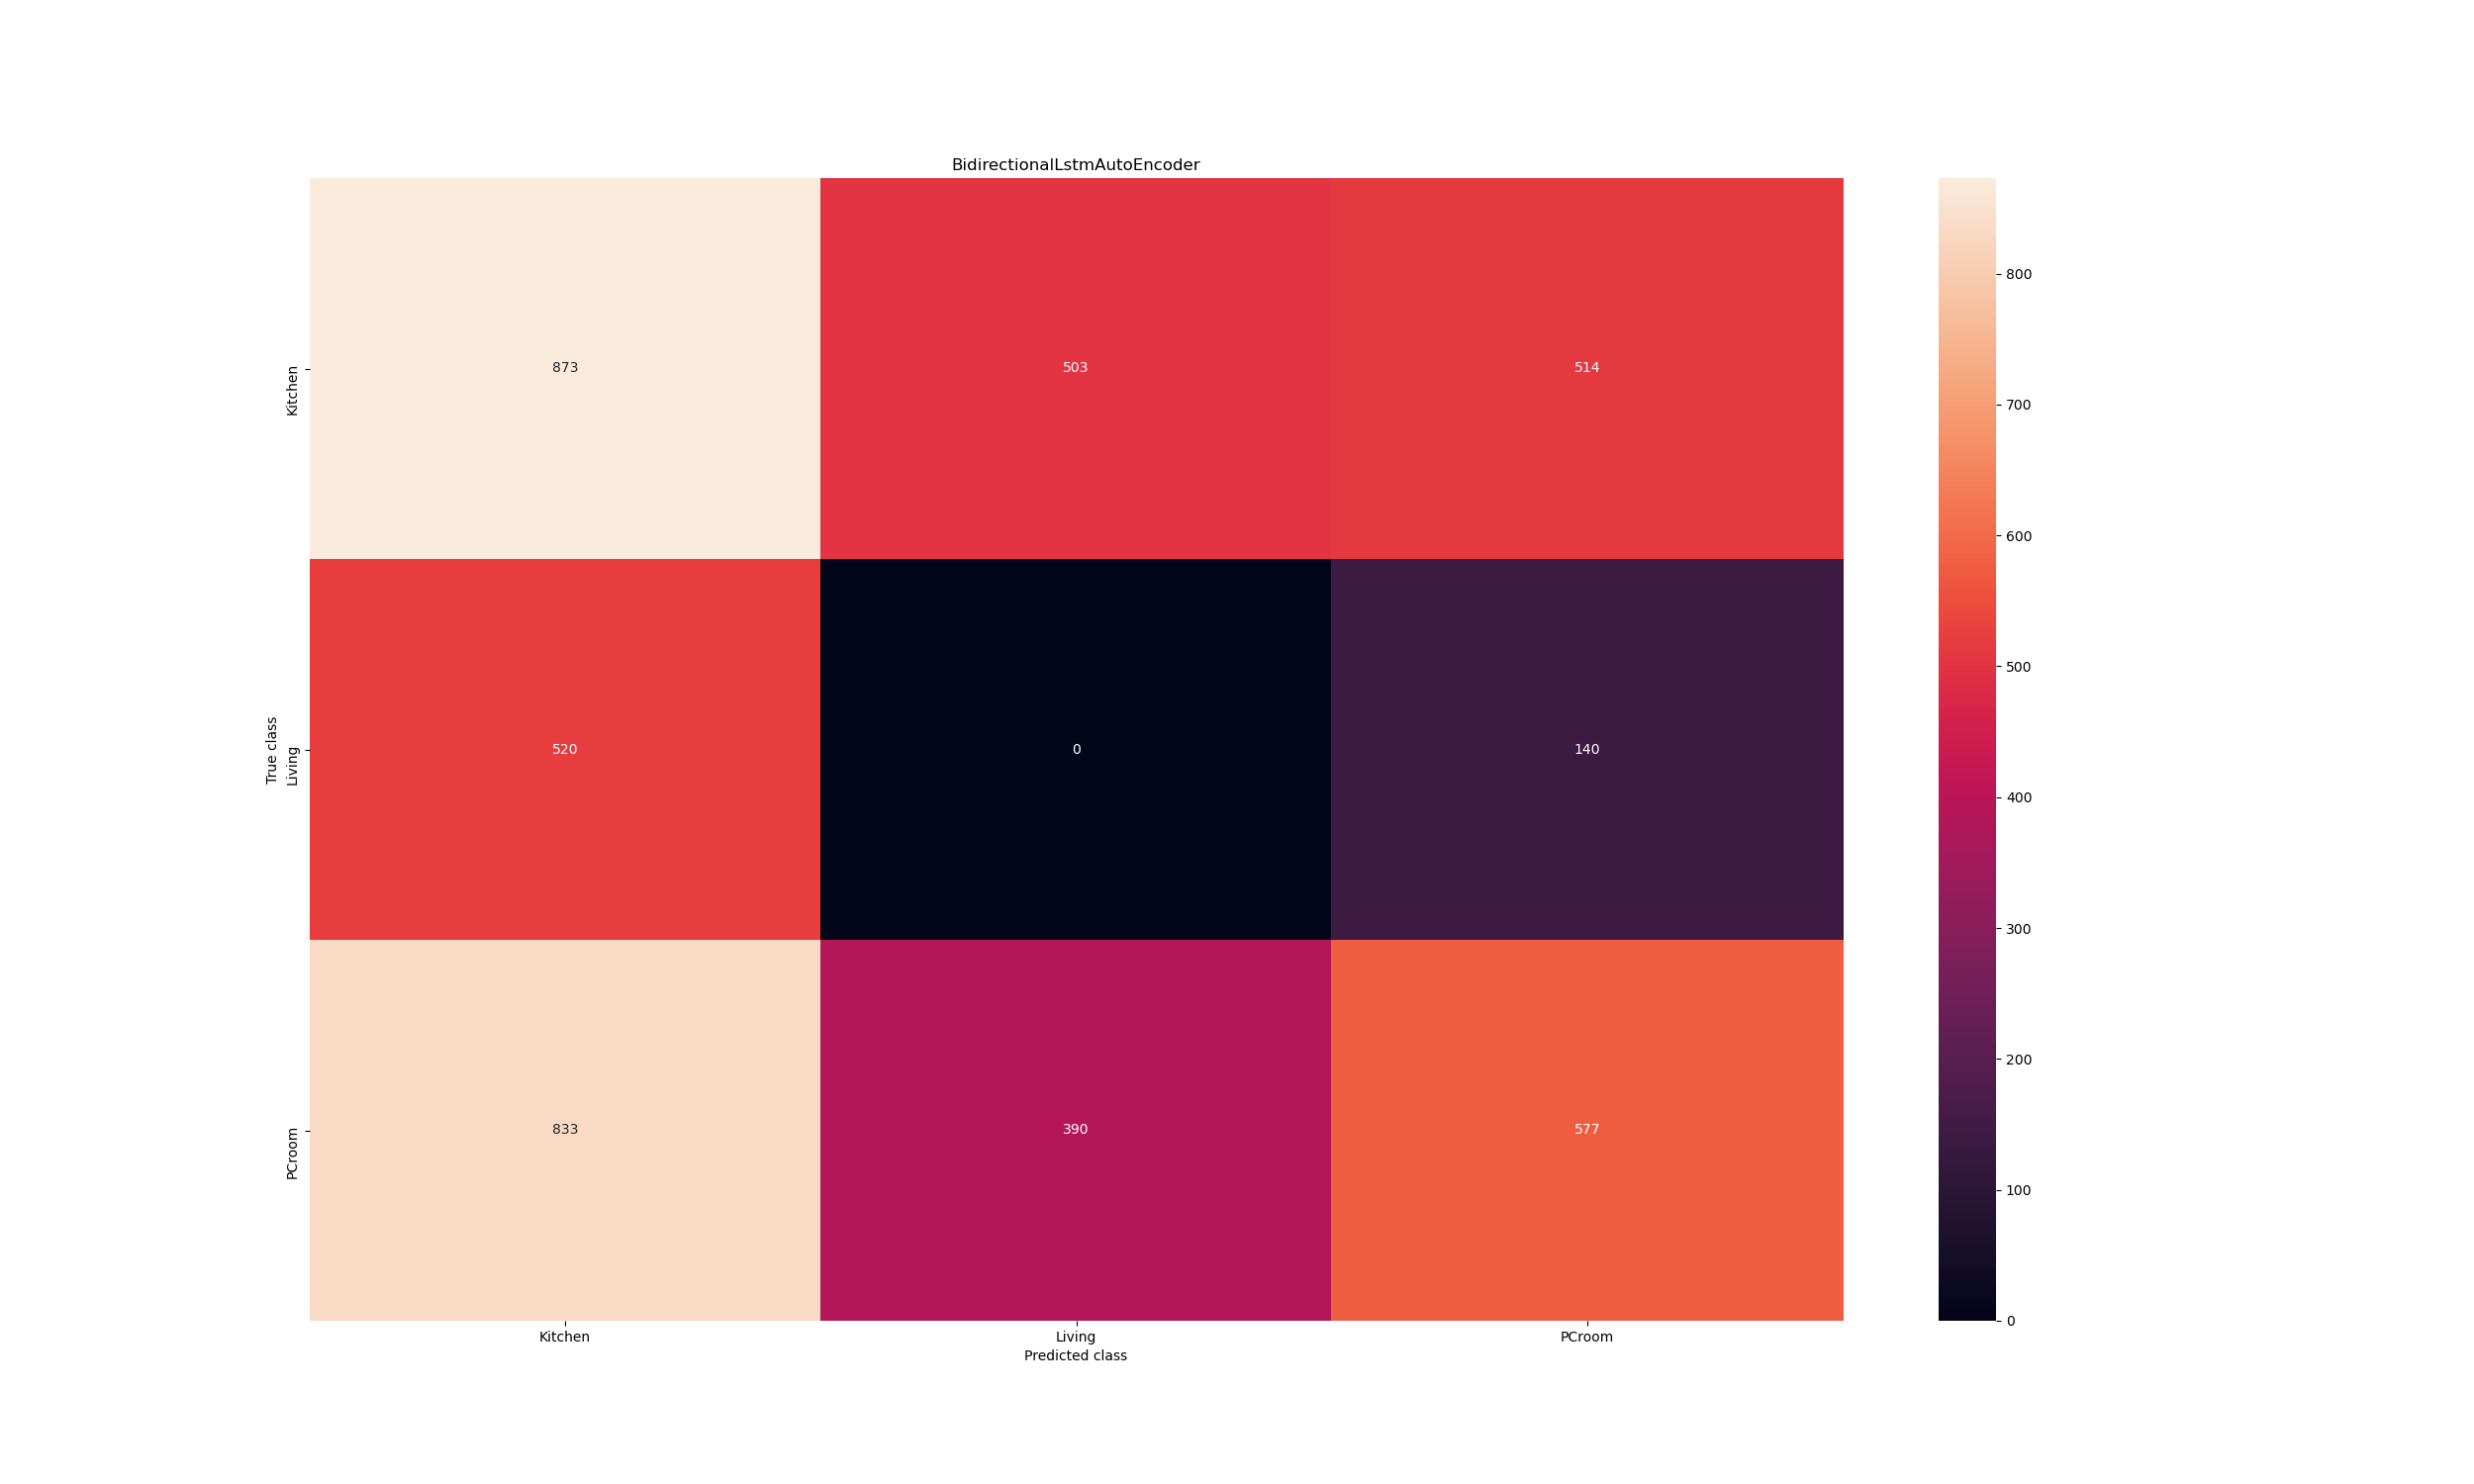 BidirectionalLstmAutoEncoder
873 503 514
520 0 140
833 390 577
Kitchen
Living
PCroom
True class
Kitchen Living PCroom
Predicted class
800
700
600
500
400
300
200
100
0